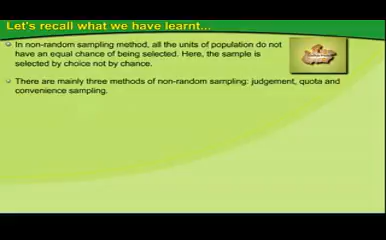 Let's recall what we have learnt...
In non-random sampling method, all the units of population do not
have an equal chance of being selected. Here, the sample is
selected by choice not by chance.
There are mainly three methods of non-random sampling: judgement, quota and
convenience sampling.